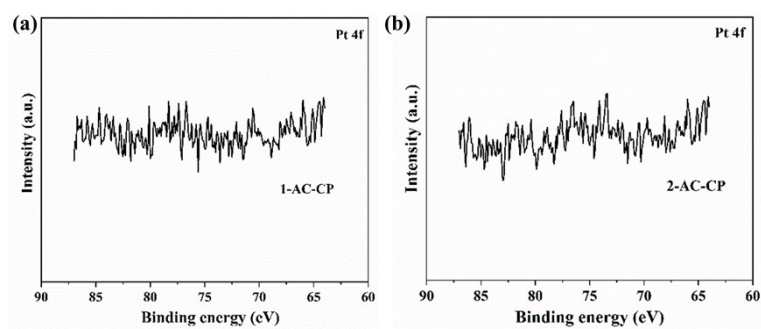 (a)
Pt 4f
Intensity (a.u.)
1-AC-CP
90 85 80 75 70 65 60
Binding energy (eV)
(b)
Pt 4f
Intensity (a.u.)
2-AC-CP
90 85 80 75 70 65 60
Binding energy (eV)